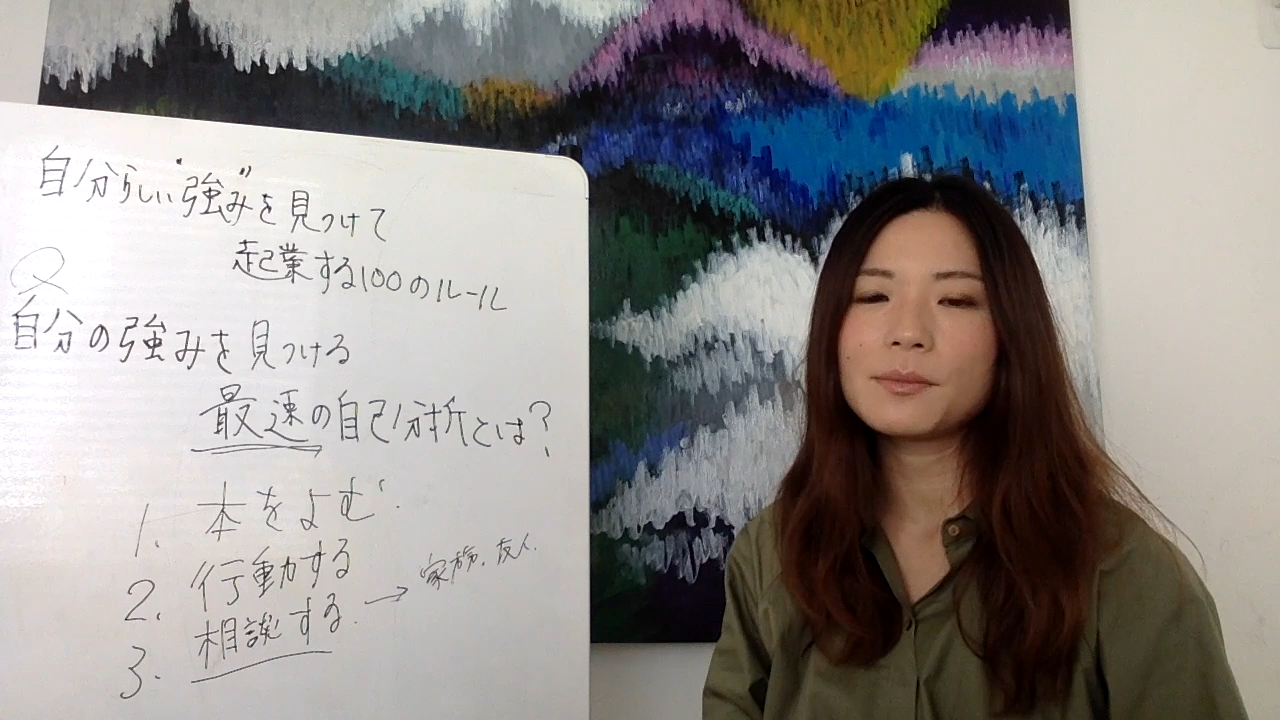 自分らしい"強み"を見つけて
起業する100のルール
Q
自分の強みを見つける
最速の自己分析とは?
1. 本をよむ
2. 行動する
3. 相談する → 家族、友人